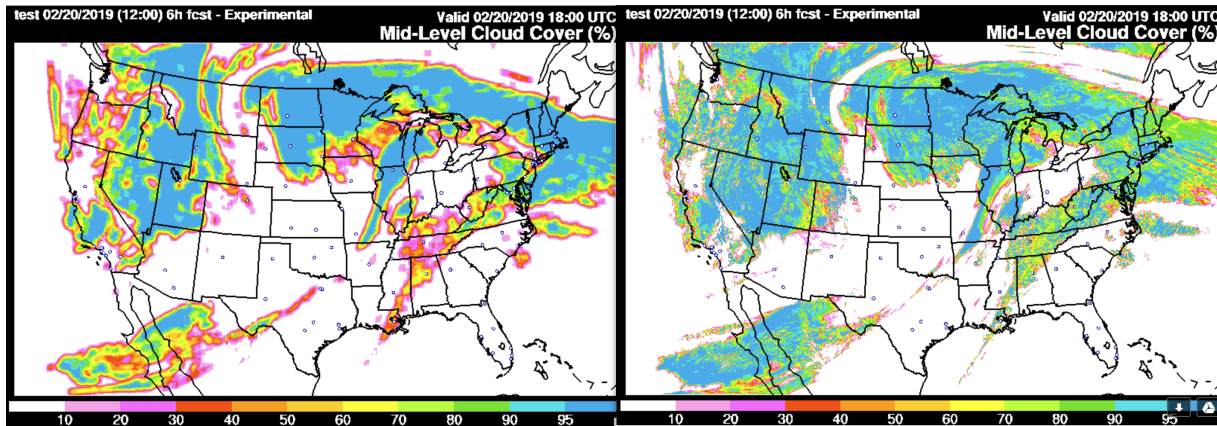 test 02/20/2019 (12:00) 6h fcst - Experimental
Valid 02/20/2019 18:00 UTC
Mid-Level Cloud Cover (%)
10 20 30 40 50 60 70 80 90 95
test 02/20/2019 (12:00) 6h fcst - Experimental
Valid 02/20/2019 18:00 UTC
Mid-Level Cloud Cover (%)
10 20 30 40 50 60 70 80 90 95